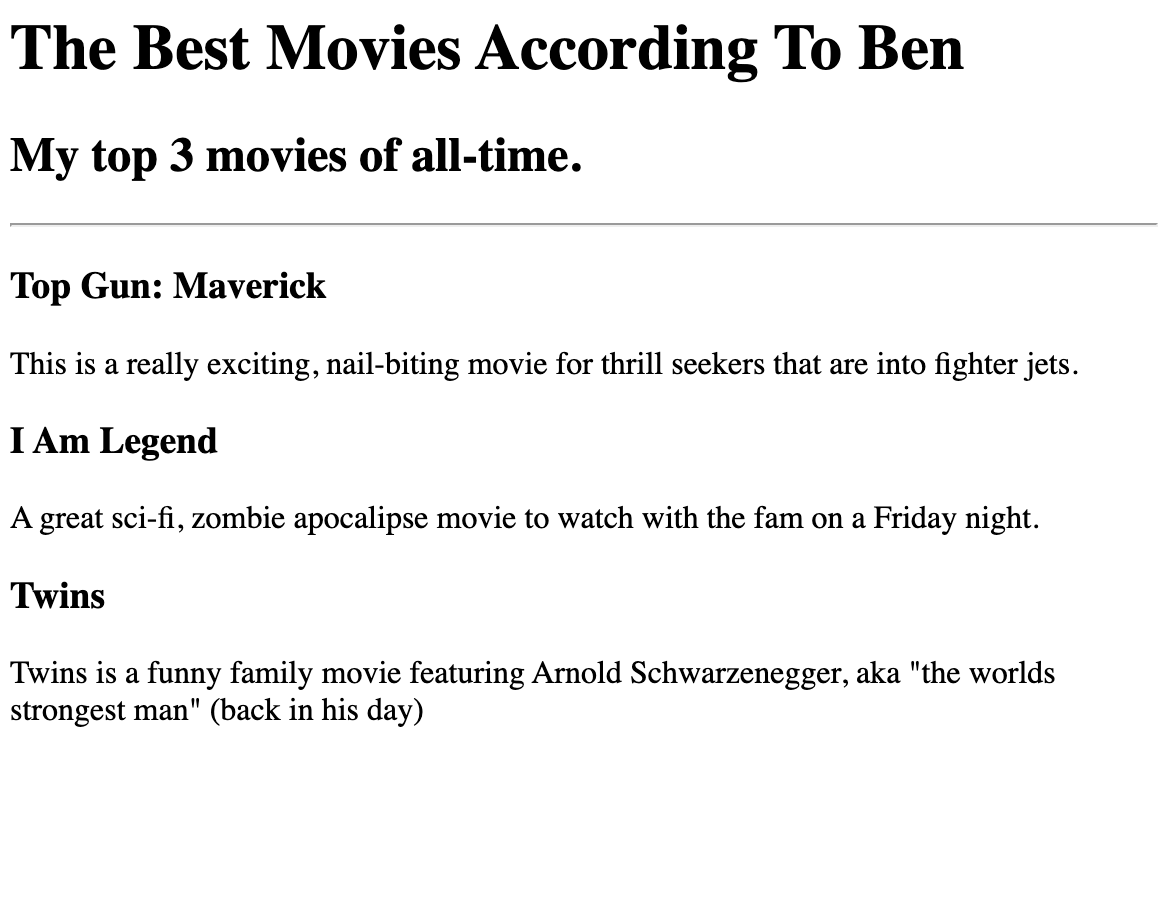 The Best Movies According To Ben
My top 3 movies of all-time.
Top Gun: Maverick
This is a really exciting, nail-biting movie for thrill seekers that are into fighter jets.
I Am Legend
A great sci-fi, zombie apocalipse movie to watch with the fam on a Friday night.
Twins
Twins is a funny family movie featuring Arnold Schwarzenegger, aka "the worlds
strongest man" (back in his day)